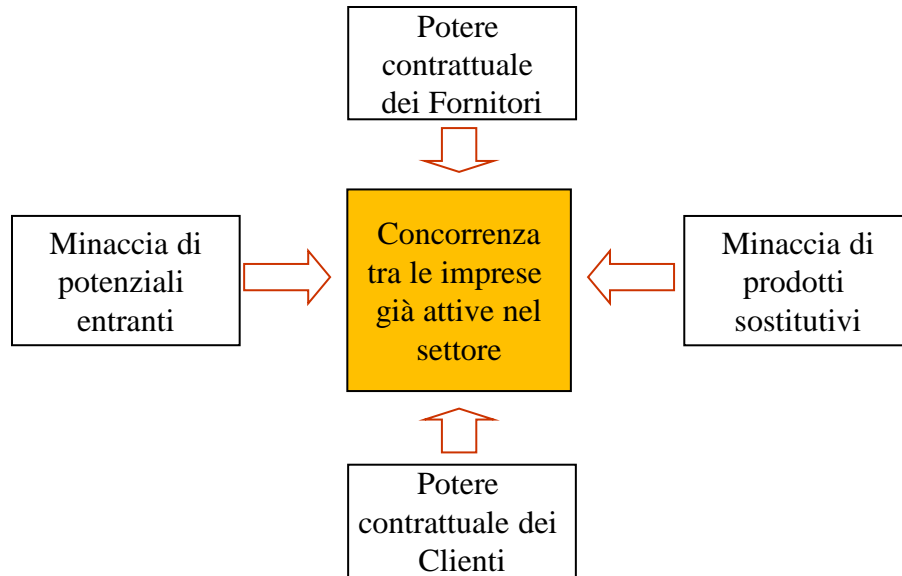 Potere
contrattuale
dei Fornitori
Minaccia di
potenziali
entranti
Concorrenza
tra le imprese
già attive nel
settore
Minaccia di
prodotti
sostitutivi
Potere
contrattuale dei
Clienti